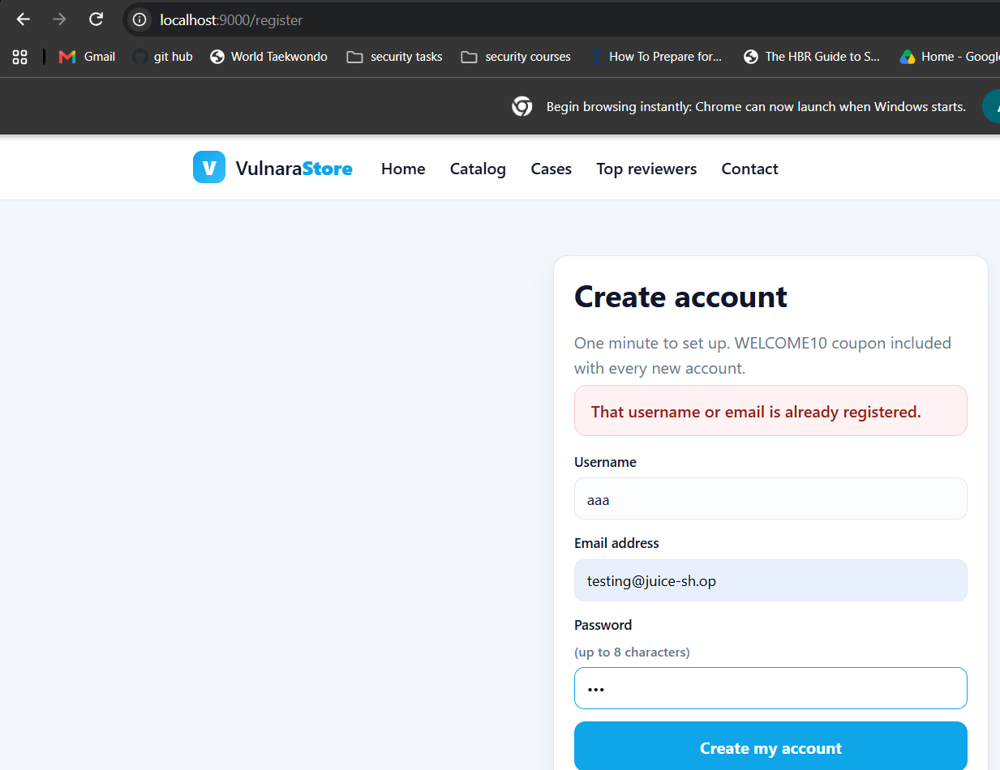 localhost:9000/register
Gmail
git hub
World Taekwondo
security tasks
security courses
How To Prepare for...
The HBR Guide to S...
Home - Google
Begin browsing instantly: Chrome can now launch when Windows starts.
V
VulnaraStore
Home
Catalog
Cases
Top reviewers
Contact
Create account
One minute to set up. WELCOME10 coupon included
with every new account.
That username or email is already registered.
Username
aaa
Email address
testing@juice-sh.op
Password
(up to 8 characters)
•••
Create my account